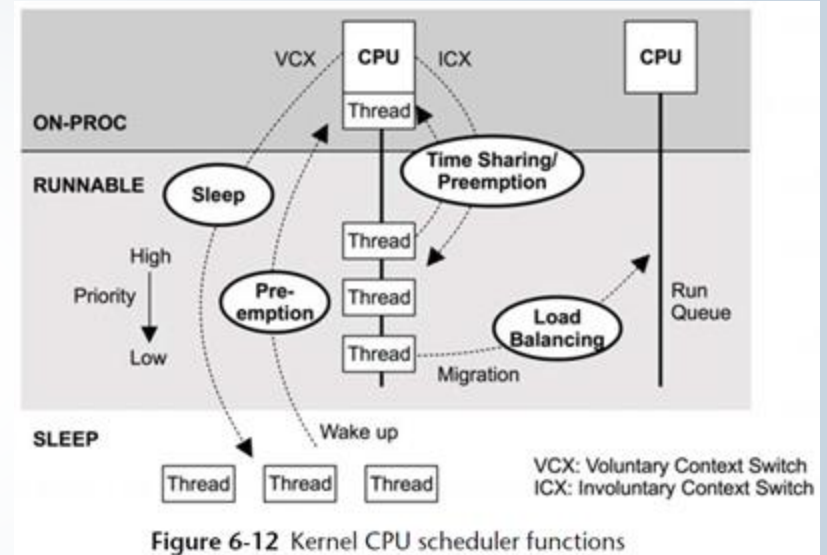 VCX
CPU
ICX
CPU
Thread
ON-PROC
Time Sharing/
Preemption
RUNNABLE
Sleep
High
Priority
Low
Pre-
emption
Thread
Thread
Thread
Load
Balancing
Run
Queue
Migration
SLEEP
Wake up
Thread
Thread
Thread
VCX: Voluntary Context Switch
ICX: Involuntary Context Switch
Figure 6-12 Kernel CPU scheduler functions